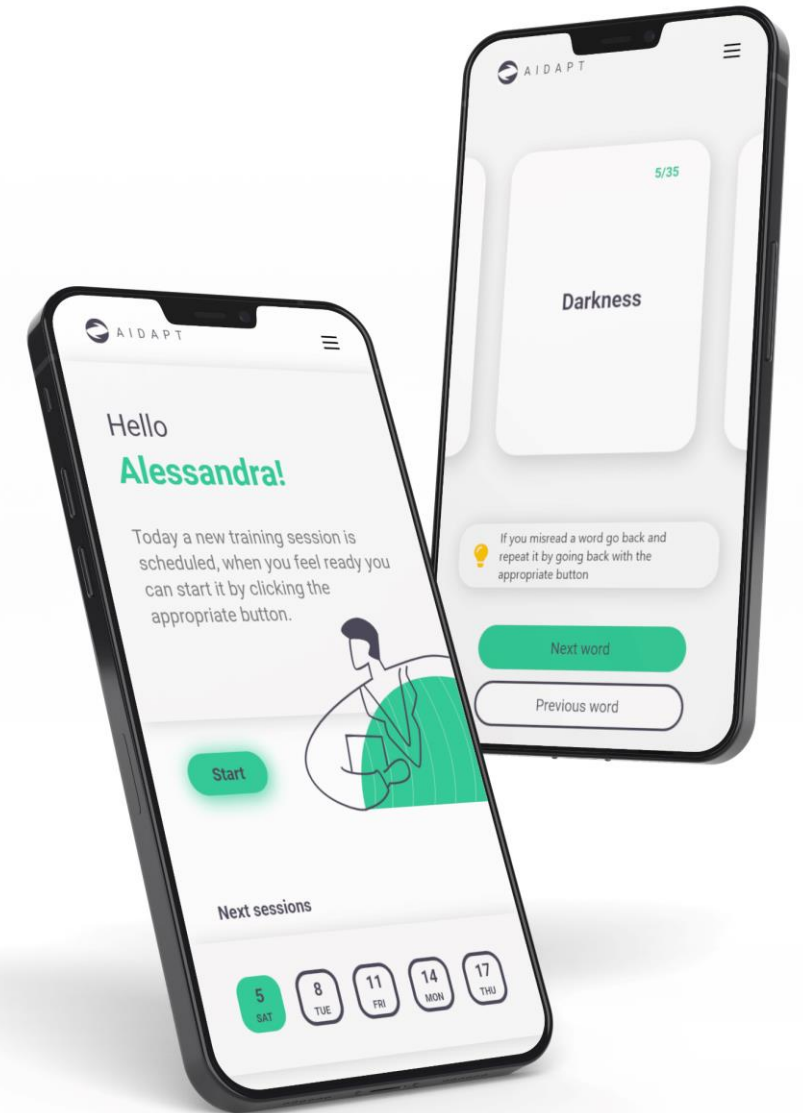 AIDAPT
Hello
Alessandra!
Today a new training session is
scheduled, when you feel ready you
can start it by clicking the
appropriate button.
Start
Next sessions
5
SAT
8
TUE
11
FRI
14
MON
17
THU
AIDAPT
5/35
Darkness
If you misread a word go back and
repeat it by going back with the
appropriate button
Next word
Previous word